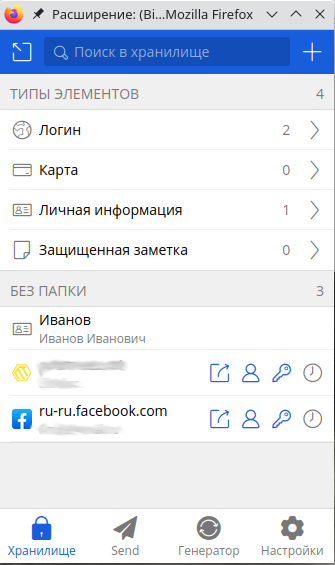 Расширение: (Bi...Mozilla Firefox
Поиск в хранилище
ТИПЫ ЭЛЕМЕНТОВ 4
Логин 2
Карта 0
Личная информация 1
Защищенная заметка 0
БЕЗ ПАПКИ 3
Иванов
Иванов Иванович
ru-ru.facebook.com
Хранилище Send Генератор Настройки